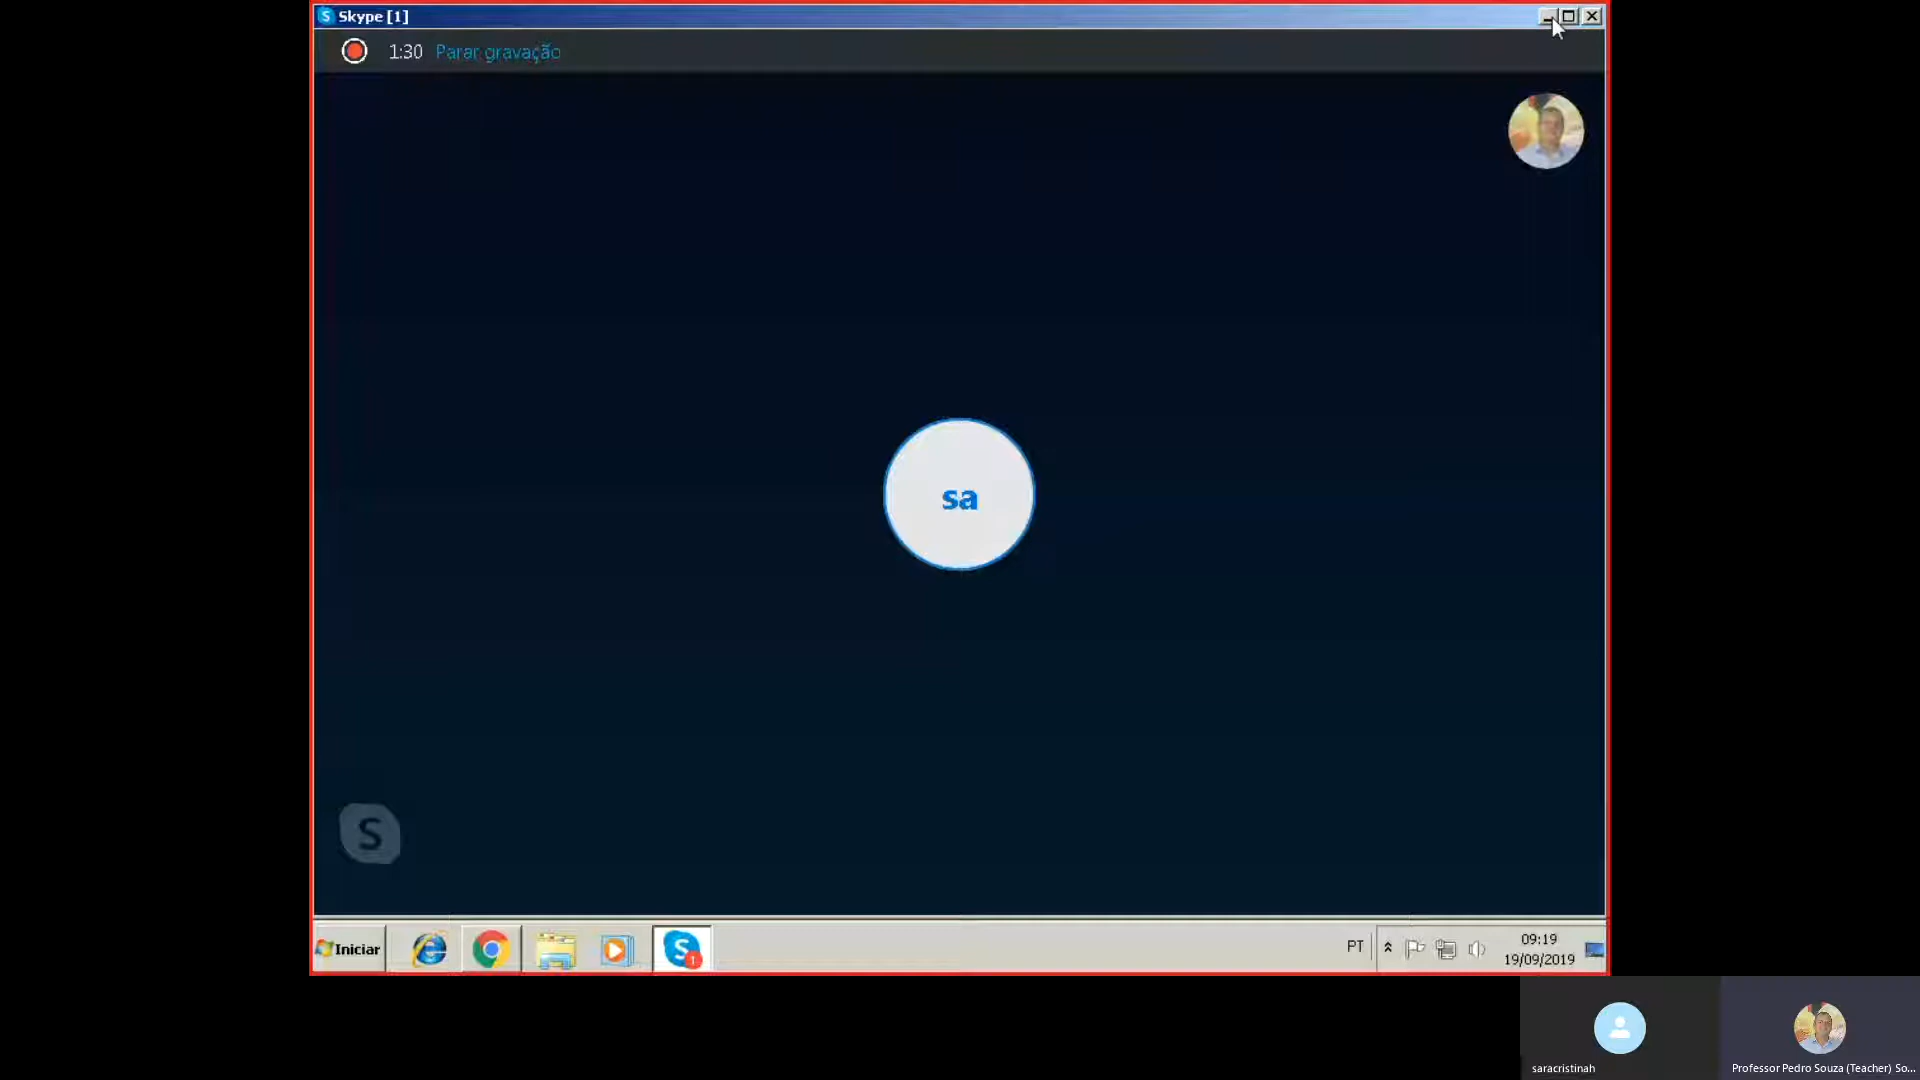 Skype [1]
1:30 Parar gravação
sa
Iniciar
PT
09:19
19/09/2019
saracristinah
Professor Pedro Souza (Teacher) So...